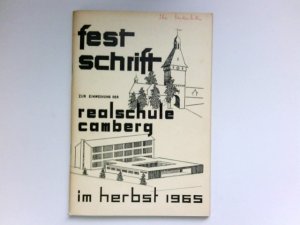 fest
schrift
ZUR EINWEIHUNG DER
realschule
camberg
im herbst 1965